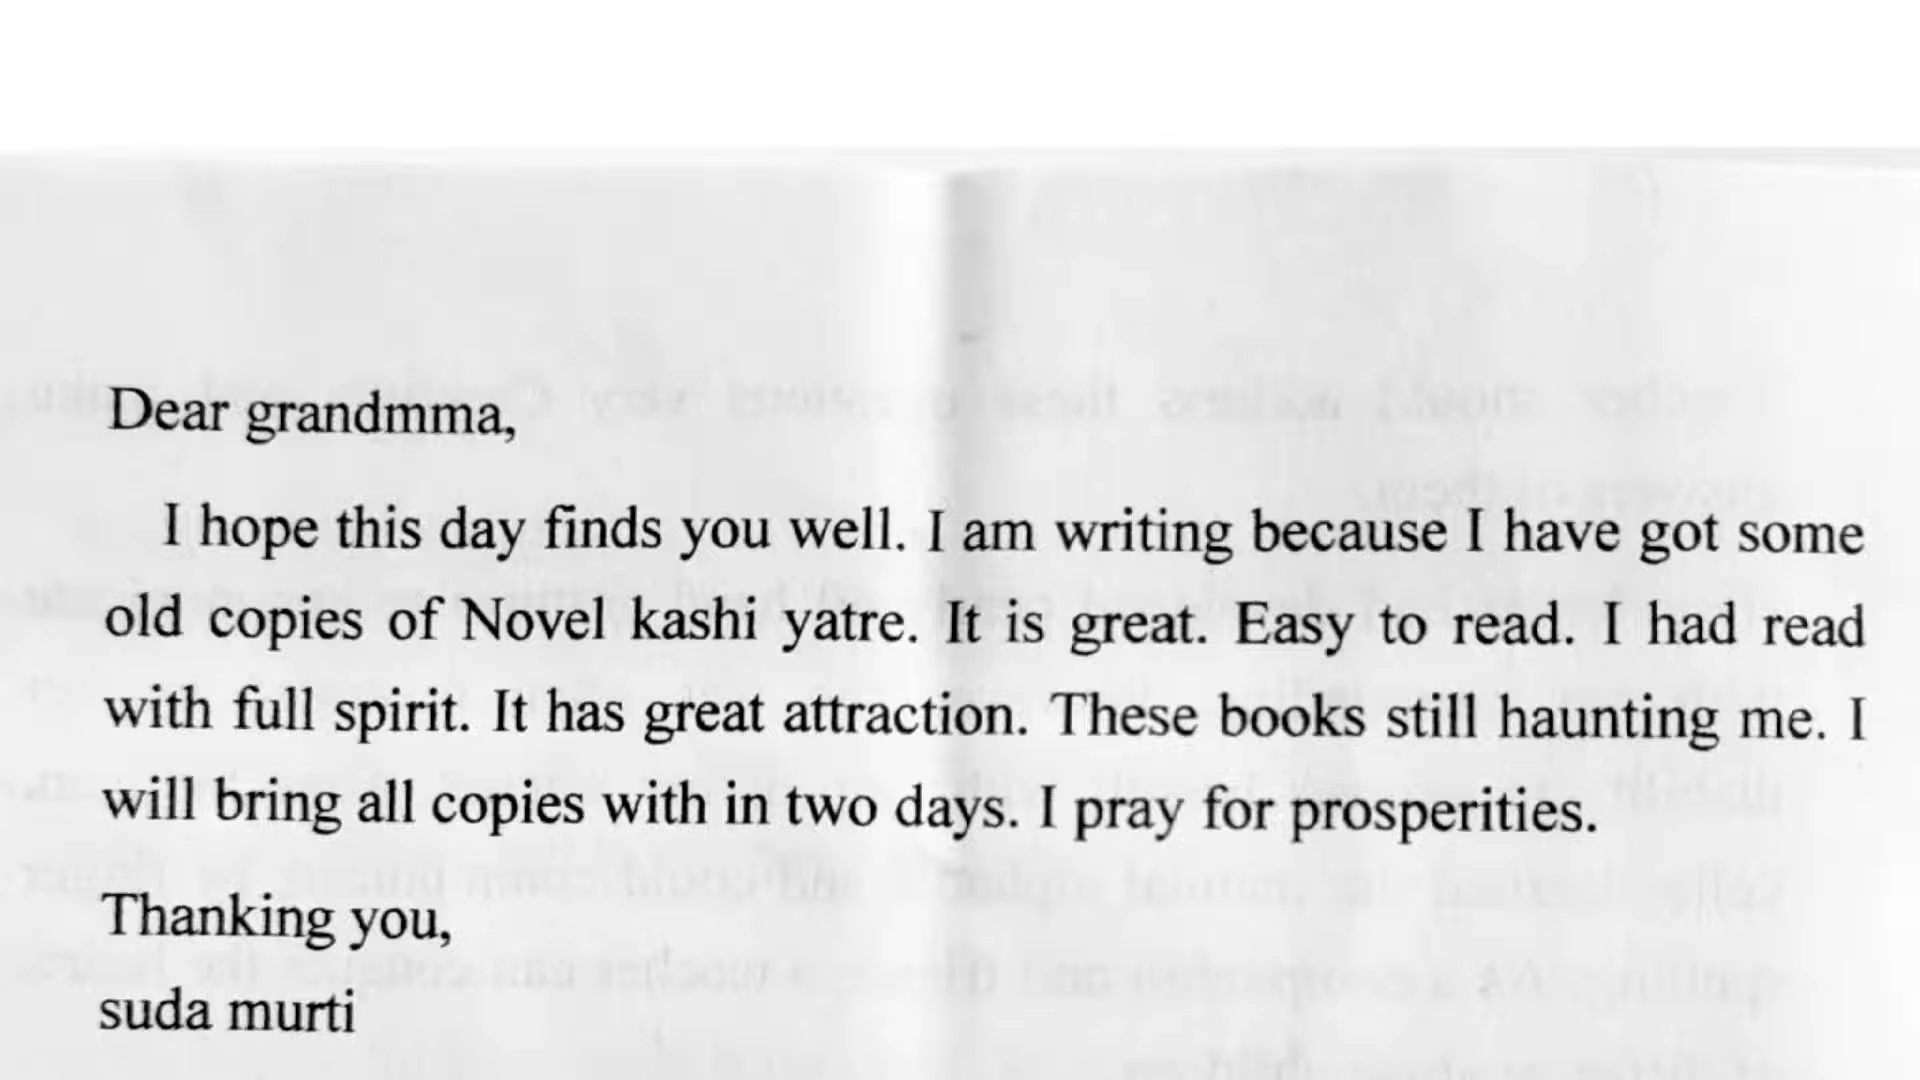 Dear grandmma,
I hope this day finds you well. I am writing because I have got some
old copies of Novel kashi yatre. It is great. Easy to read. I had read
with full spirit. It has great attraction. These books still haunting me. I
will bring all copies with in two days. I pray for prosperities.
Thanking you,
suda murti